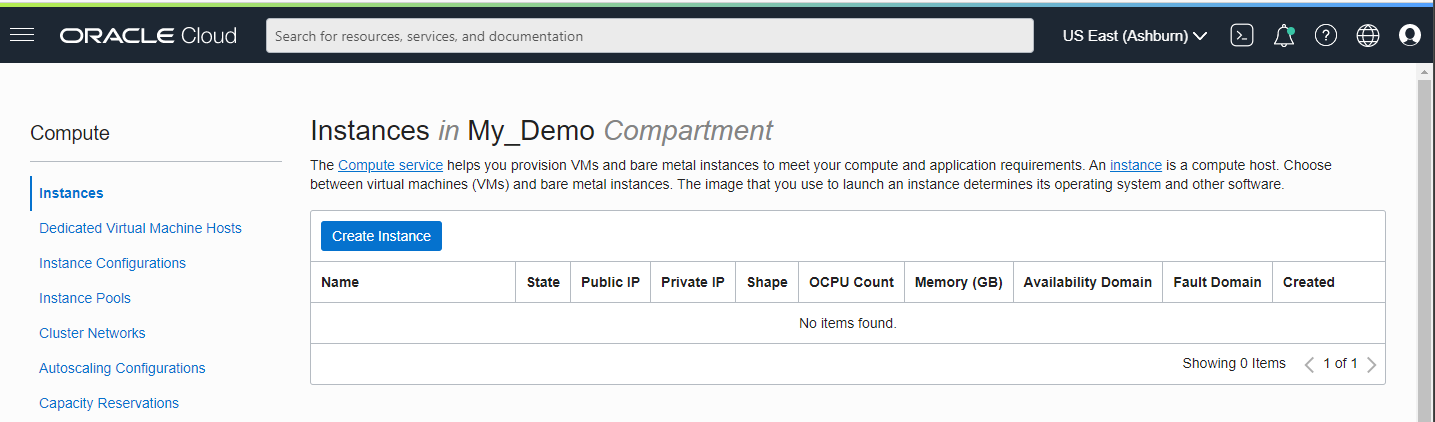 ORACLE Cloud
Search for resources, services, and documentation
US East (Ashburn)
Compute
Instances
Dedicated Virtual Machine Hosts
Instance Configurations
Instance Pools
Cluster Networks
Autoscaling Configurations
Capacity Reservations
Instances in My_Demo Compartment
The Compute service helps you provision VMs and bare metal instances to meet your compute and application requirements. An instance is a compute host. Choose
between virtual machines (VMs) and bare metal instances. The image that you use to launch an instance determines its operating system and other software.
Create Instance
Name State Public IP Private IP Shape OCPU Count Memory (GB) Availability Domain Fault Domain Created
No items found.
Showing 0 Items 1 of 1